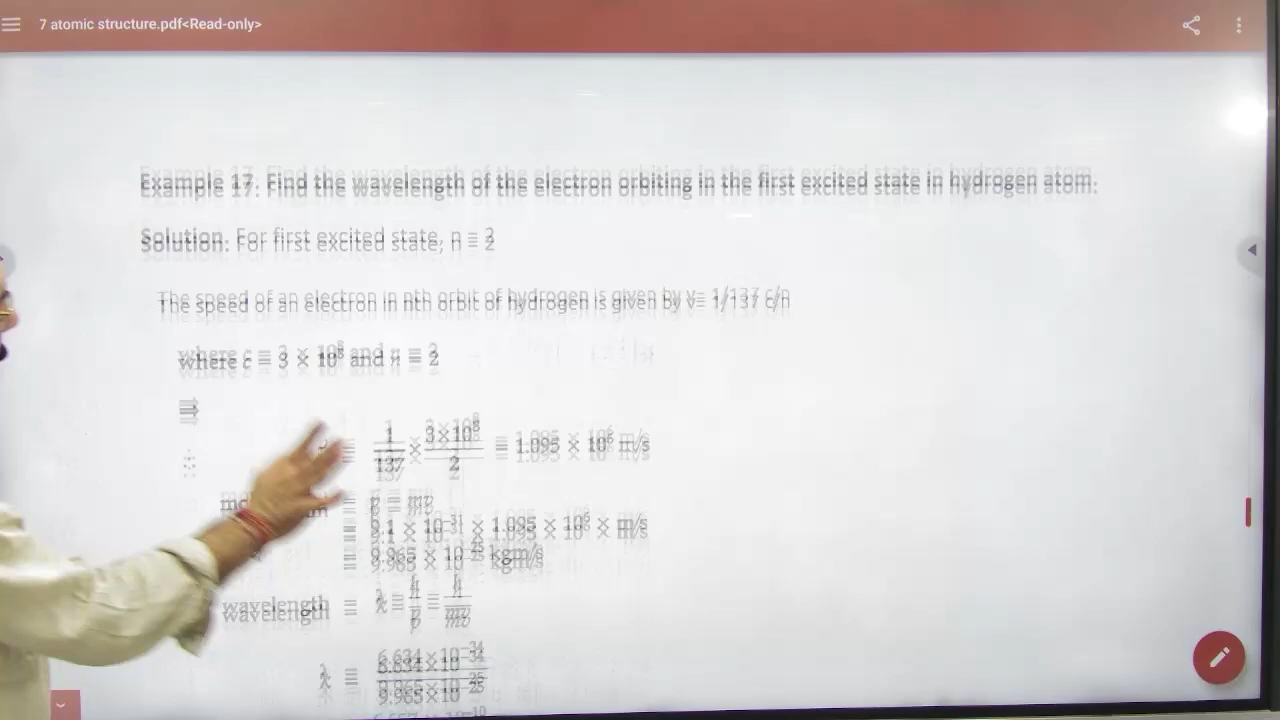 7 atomic structure.pdf<Read-only>
Example 17: Find the wavelength of the electron orbiting in the first excited state in hydrogen atom.
Solution: For first excited state, n = 2
The speed of an electron in nth orbit of hydrogen is given by v= 1/137 c/n
where c = 3 × 10⁸ and n = 2
⇒
= 1/137 × 3×10⁸/2 = 1.095 × 10⁶ m/s
= p = mv
= 9.1 × 10⁻³¹ × 1.095 × 10⁶ × m/s
= 9.965 × 10⁻²⁵ kgm/s
wavelength = λ = h/p = h/mv
λ = 6.634×10⁻³⁴/9.965×10⁻²⁵